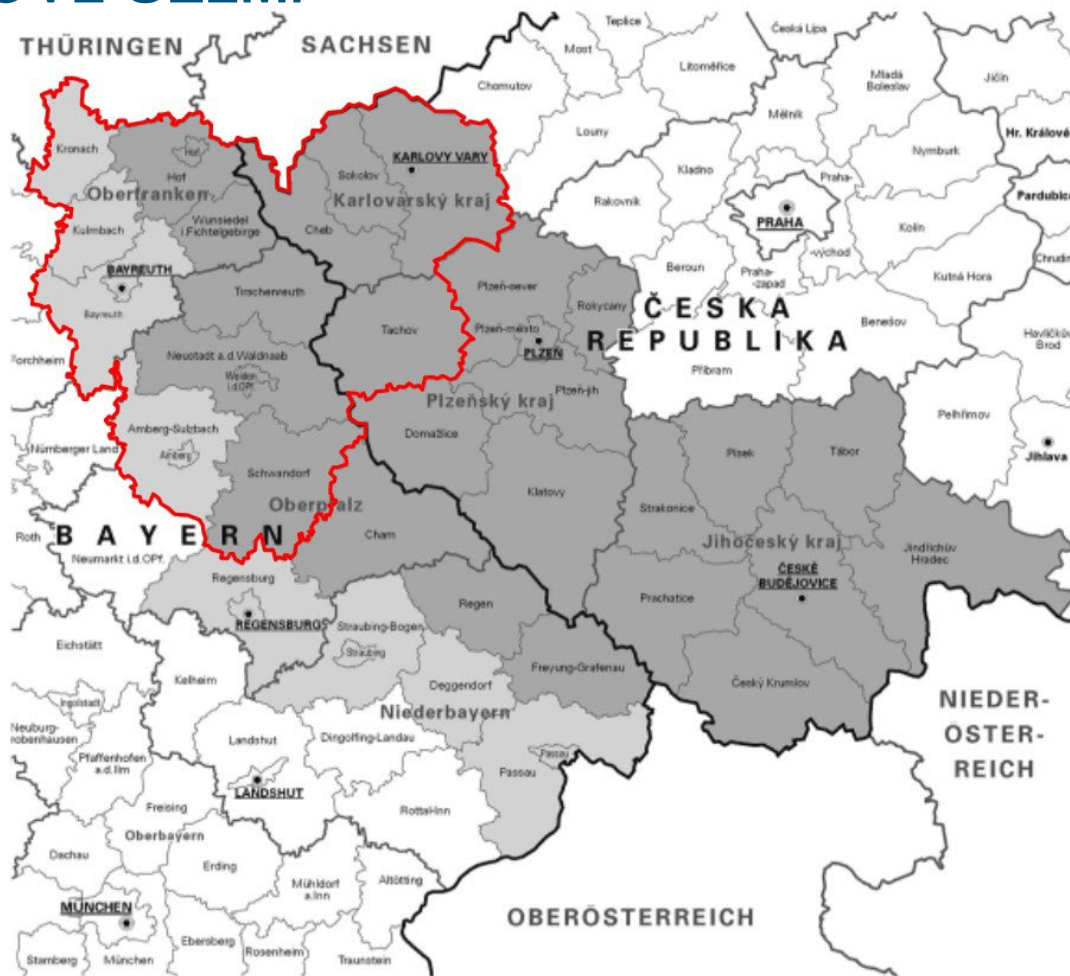 THÜRINGEN
SACHSEN
Teplice
Most
Česká Lípa
Chomutov
Litoměřice
Mladá
Boleslav
Jičín
Mělník
Louny
Kronach
Hof
Hof
KARLOVY VARY
Sokolov
Hr. Králové
Nymburk
Kladno
Praha-
Oberfranken
Karlovarský kraj
Rakovník
Pardubice
PRAHA
Kulmbach
Wunsiedel
i.Fichtelgebirge
Cheb
Kolín
-východ
BAYREUTH
Beroun
Praha-
západ
Kutná Hora
Chrudim
Tirschenreuth
Plzeň-sever
Rokycany
Bayreuth
ČESKÁ
REPUBLIKA
Tachov
Plzeň-město
PLZEŇ
Benešov
Havlíčkův
Brod
Forchheim
Neustadt a.d.Waldnaab
Weiden
i.d.OPf.
Příbram
Plzeň-jih
Plzeňský kraj
Pelhřimov
Amberg-Sulzbach
Amberg
Nürnberger Land
Domažlice
Písek
Tábor
Jihlava
Schwandorf
Klatovy
Strakonice
Oberpfalz
BAYERN
Roth
Cham
Jihočeský kraj
Jindřichův
Hradec
Neumarkt i.d.OPf.
ČESKÉ
BUDĚJOVICE
Regensburg
Prachatice
Regen
REGENSBURG
Straubing-Bogen
Straubing
Eichstätt
Kelheim
Freyung-Grafenau
Český Krumlov
Deggendorf
Niederbayern
NIEDER-
ÖSTER-
REICH
Ingolstadt
Neuburg-
Landshut
Dingolfing-Landau
Passau
Passau
Pfaffenhofen
a.d.Ilm
LANDSHUT
Rottal-Inn
Freising
Oberbayern
Dachau
Erding
Mühldorf
a.Inn
Altötting
MÜNCHEN
OBERÖSTERREICH
Ebersberg
Rosenheim
Starnberg
München
Traunstein